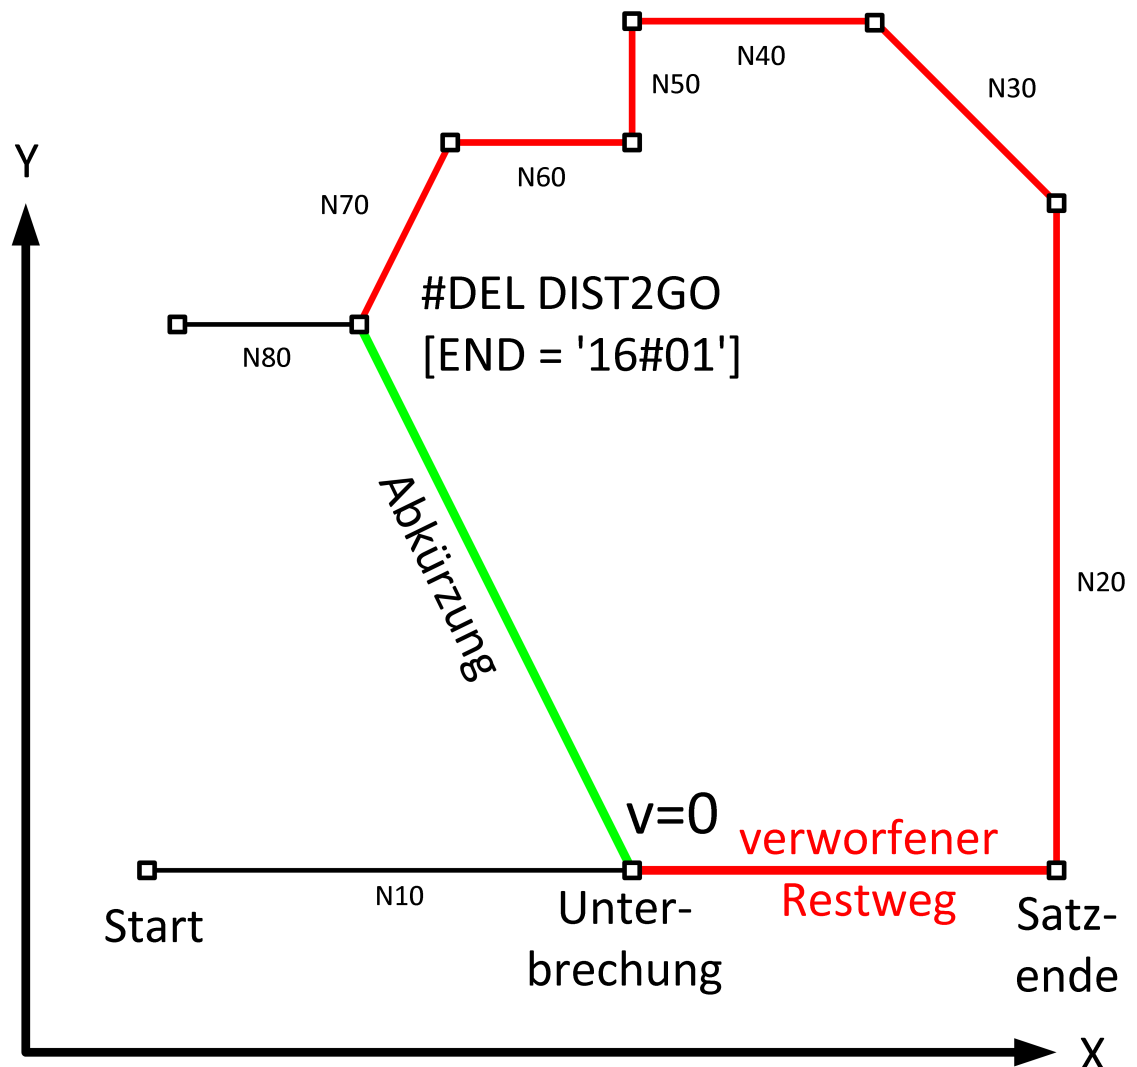 N40
N50
N30
Y
N60
N70
#DEL DIST2GO
[END = '16#01']
N80
Abkürzung
N20
v=0
verworfener
Restweg
N10
Start
Unter-
brechung
Satz-
ende
X